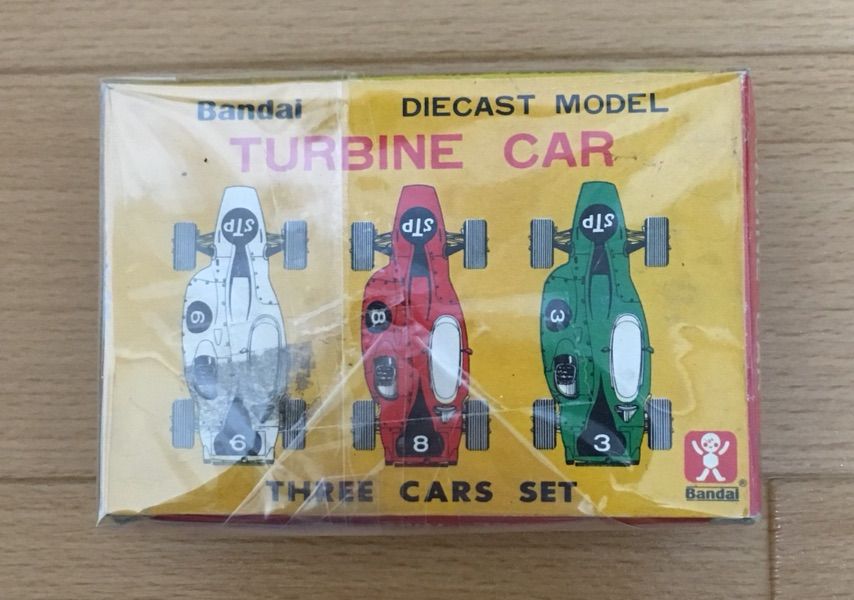 Bandai
DIECAST MODEL
TURBINE CAR
STP
STP
STP
6
8
3
6
8
3
THREE CARS SET
Bandai®